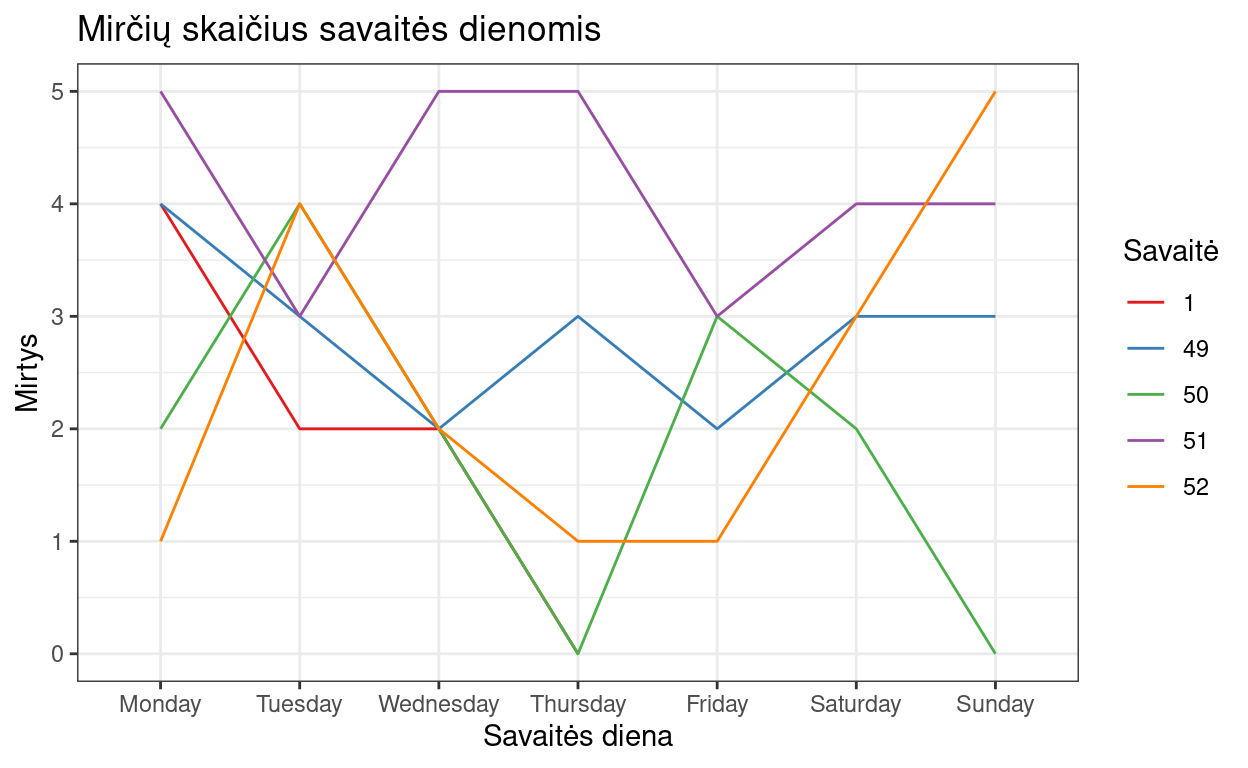 Mirčių skaičius savaitės dienomis
5
4
3
2
1
0
Mirtys
Monday Tuesday Wednesday Thursday Friday Saturday Sunday
Savaitės diena
Savaitė
1
49
50
51
52